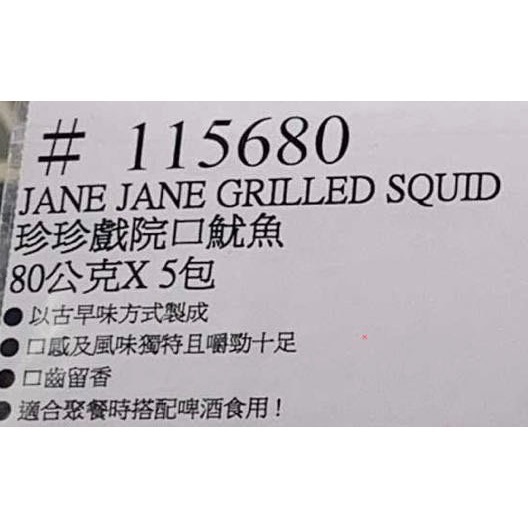 # 115680
JANE JANE GRILLED SQUID
珍珍戲院口魷魚
80公克X 5包
● 以古早味方式製成
● 口感及風味獨特且嚼勁十足
● 口齒留香
● 適合聚餐時搭配啤酒食用!